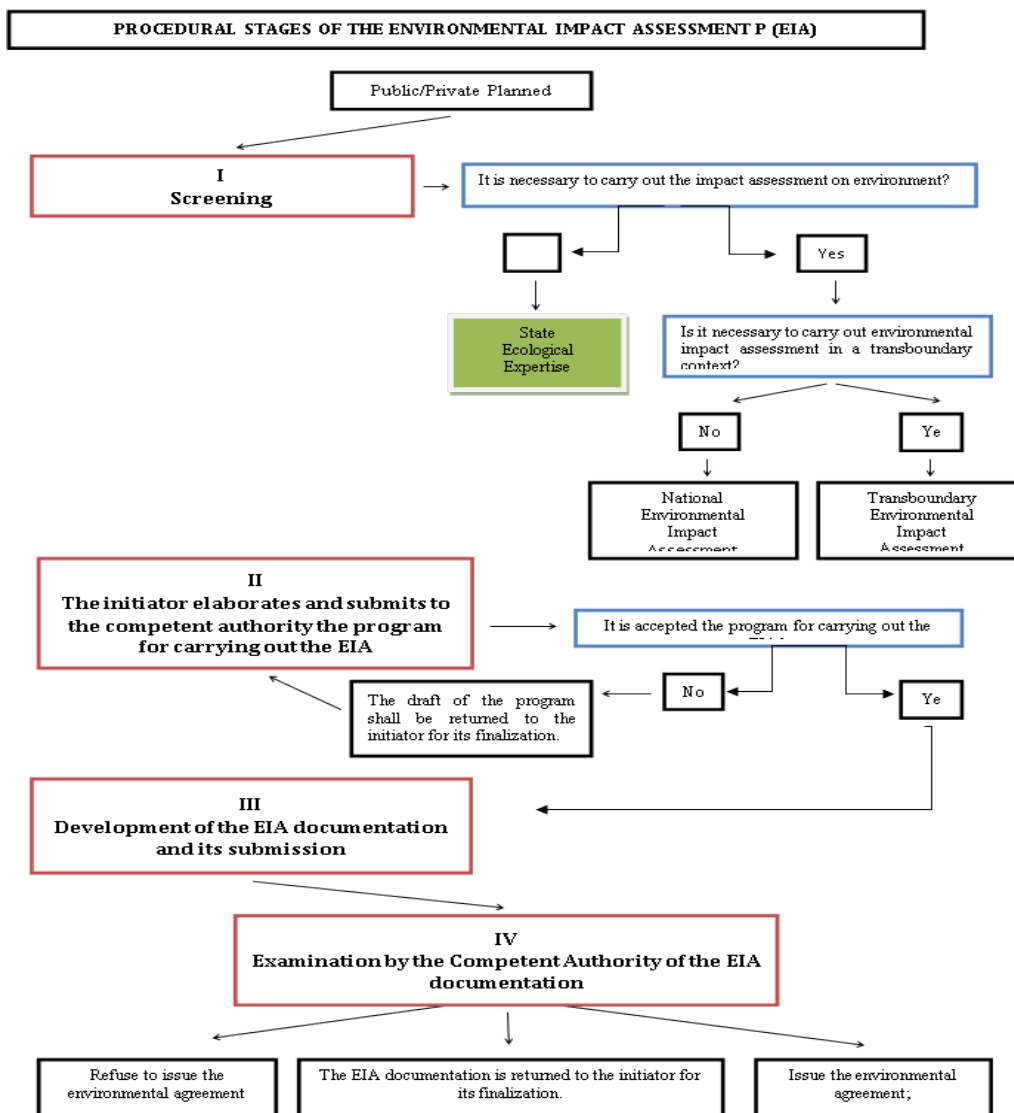 PROCEDURAL STAGES OF THE ENVIRONMENTAL IMPACT ASSESSMENT P (EIA)
Public/Private Planned
I
Screening
It is necessary to carry out the impact assessment on environment?
Yes
State
Ecological
Expertise
Is it necessary to carry out environmental
impact assessment in a transboundary
context?
No
Ye
National
Environmental
Impact
Assessment
Transboundary
Environmental
Impact
Assessment
II
The initiator elaborates and submits to
the competent authority the program
for carrying out the EIA
It is accepted the program for carrying out the
No
Ye
The draft of the program
shall be returned to the
initiator for its finalization.
III
Development of the EIA documentation
and its submission
IV
Examination by the Competent Authority of the EIA
documentation
Refuse to issue the
environmental agreement
The EIA documentation is returned to the initiator for
its finalization.
Issue the environmental
agreement;